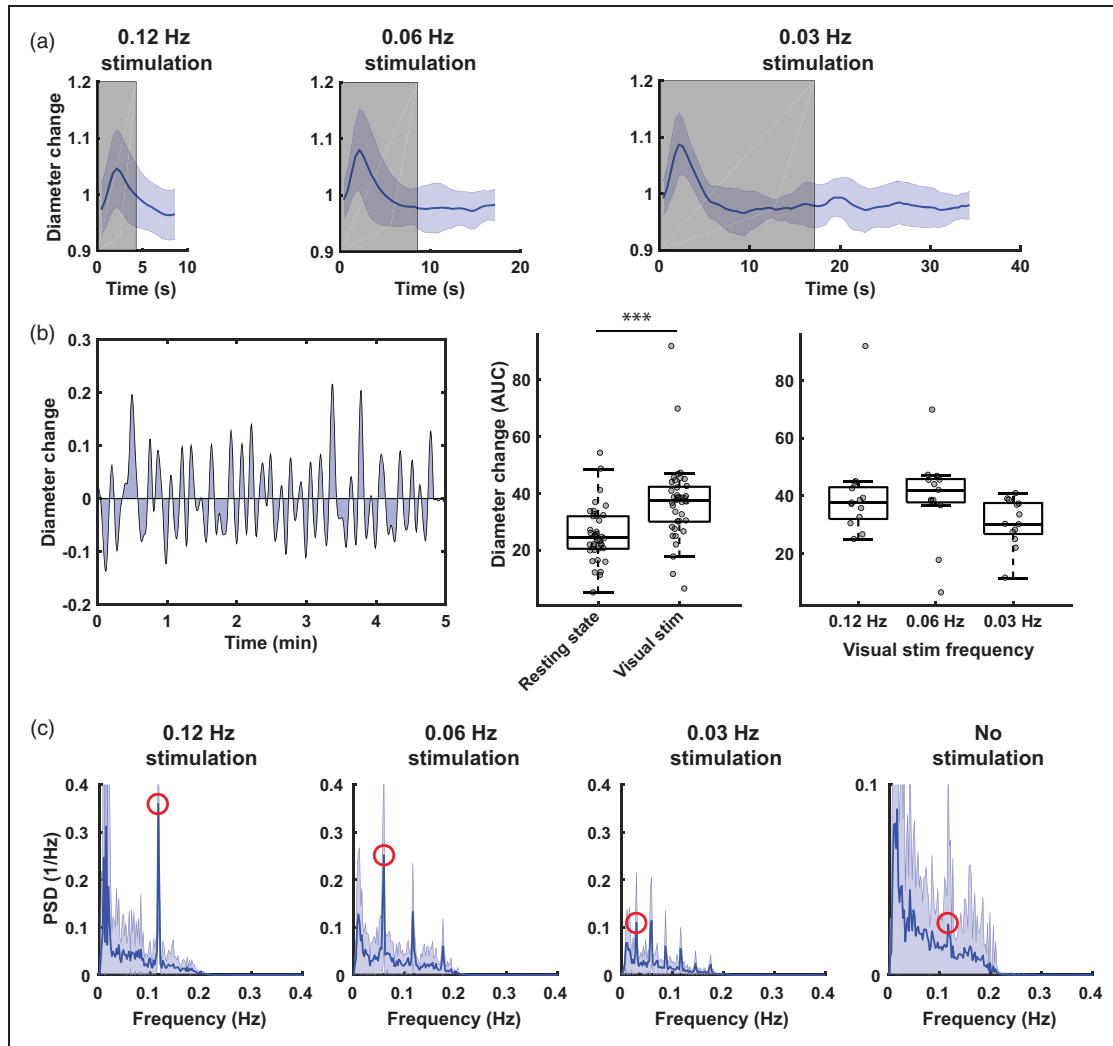 (a)
0.12 Hz
stimulation
0.06 Hz
stimulation
0.03 Hz
stimulation
Diameter change
1.2
1.1
1
0.9
0
5
10
Time (s)
1.2
1.1
1
0.9
0
10
20
Time (s)
1.2
1.1
1
0.9
0
10
20
30
40
Time (s)
(b)
Diameter change
0.3
0.2
0.1
0
-0.1
-0.2
0
1
2
3
4
5
Time (min)
Diameter change (AUC)
80
60
40
20
***
Resting state
Visual stim
80
60
40
20
0.12 Hz
0.06 Hz
0.03 Hz
Visual stim frequency
(c)
0.12 Hz
stimulation
0.06 Hz
stimulation
0.03 Hz
stimulation
No
stimulation
PSD (1/Hz)
0.4
0.3
0.2
0.1
0
0
0.1
0.2
0.3
0.4
Frequency (Hz)
0.4
0.3
0.2
0.1
0
0
0.1
0.2
0.3
0.4
Frequency (Hz)
0.4
0.3
0.2
0.1
0
0
0.1
0.2
0.3
0.4
Frequency (Hz)
0.1
0
0
0.1
0.2
0.3
0.4
Frequency (Hz)